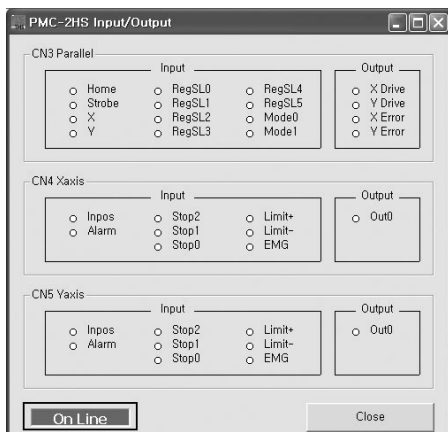 PMC-2HS Input/Output
CN3 Parallel
Input
Output
Home RegSL0 RegSL4 X Drive
Strobe RegSL1 RegSL5 Y Drive
X RegSL2 Mode0 X Error
Y RegSL3 Mode1 Y Error
CN4 Xaxis
Input
Output
Inpos Stop2 Limit+ Out0
Alarm Stop1 Limit-
Stop0 EMG
CN5 Yaxis
Input
Output
Inpos Stop2 Limit+ Out0
Alarm Stop1 Limit-
Stop0 EMG
On Line
Close